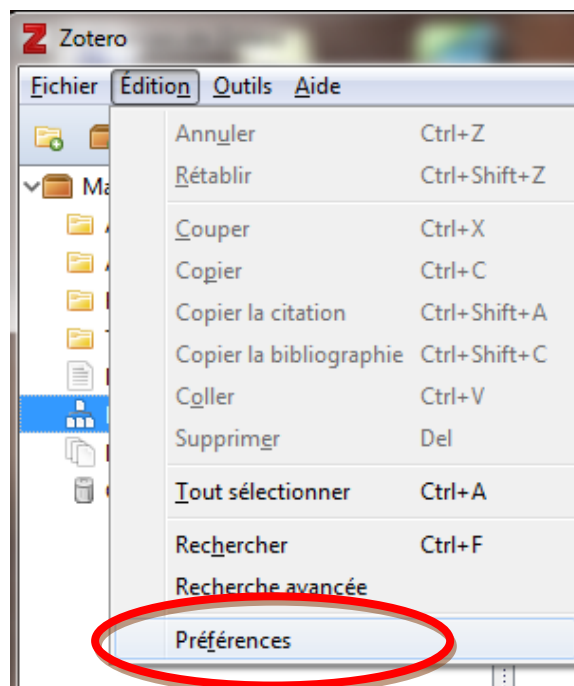 Zotero
Fichier Édition Outils Aide
Annuler Ctrl+Z
Rétablir Ctrl+Shift+Z
Couper Ctrl+X
Copier Ctrl+C
Copier la citation Ctrl+Shift+A
Copier la bibliographie Ctrl+Shift+C
Coller Ctrl+V
Supprimer Del
Tout sélectionner Ctrl+A
Rechercher Ctrl+F
Recherche avancée
Préférences